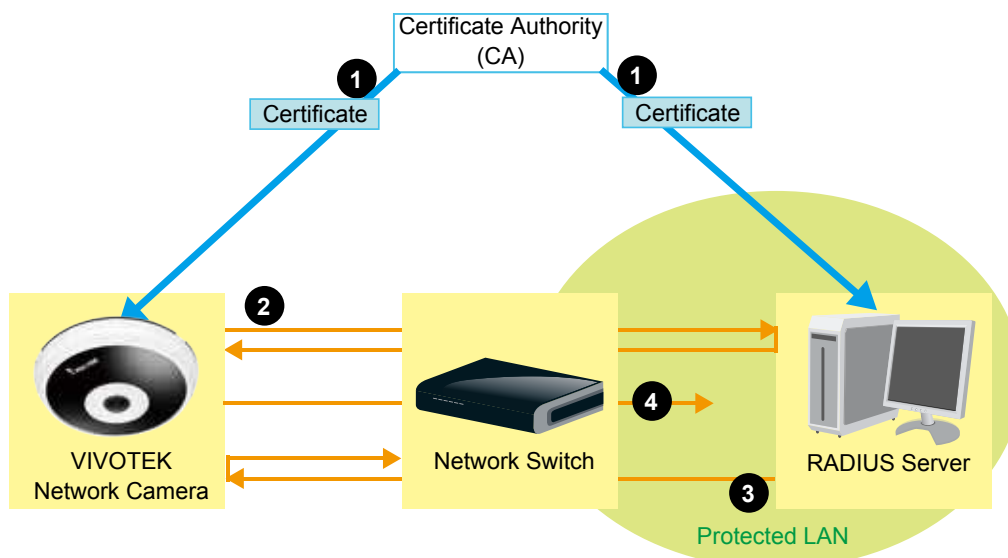 Certificate Authority
(CA)
1
1
Certificate
Certificate
2
4
VIVOTEK
Network Camera
Network Switch
RADIUS Server
3
Protected LAN